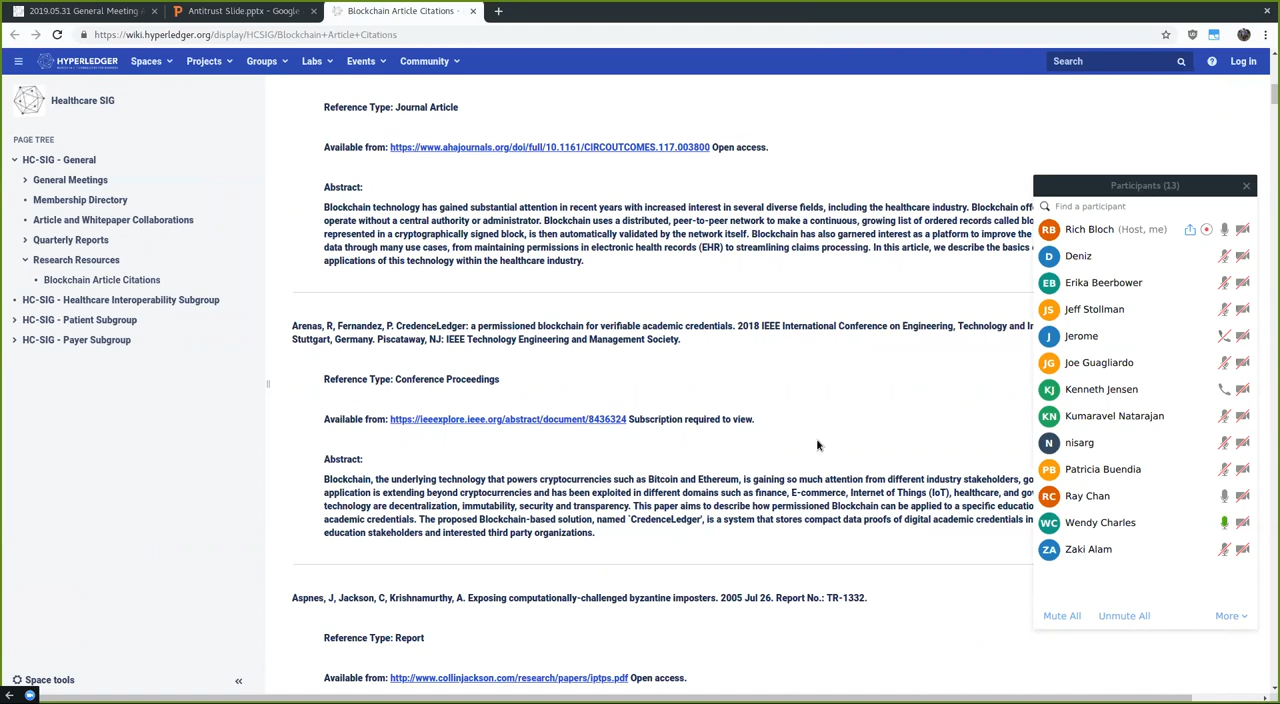 2019.05.31 General Meeting
Antitrust Slide.pptx - Google
Blockchain Article Citations -
https://wiki.hyperledger.org/display/HCSIG/Blockchain+Article+Citations
HYPERLEDGER
Spaces
Projects
Groups
Labs
Events
Community
Search
Log in
Healthcare SIG
PAGE TREE
HC-SIG - General
General Meetings
Membership Directory
Article and Whitepaper Collaborations
Quarterly Reports
Research Resources
Blockchain Article Citations
HC-SIG - Healthcare Interoperability Subgroup
HC-SIG - Patient Subgroup
HC-SIG - Payer Subgroup
Space tools
Reference Type: Journal Article
Available from: https://www.ahajournals.org/doi/full/10.1161/CIRCOUTCOMES.117.003800 Open access.
Abstract:
Blockchain technology has gained substantial attention in recent years with increased interest in several diverse fields, including the healthcare industry. Blockchain off
operate without a central authority or administrator. Blockchain uses a distributed, peer-to-peer network to make a continuous, growing list of ordered records called blo
represented in a cryptographically signed block, is then automatically validated by the network itself. Blockchain has also garnered interest as a platform to improve the
data through many use cases, from maintaining permissions in electronic health records (EHR) to streamlining claims processing. In this article, we describe the basics
applications of this technology within the healthcare industry.
Arenas, R, Fernandez, P. CredenceLedger: a permissioned blockchain for verifiable academic credentials. 2018 IEEE International Conference on Engineering, Technology and In
Stuttgart, Germany. Piscataway, NJ: IEEE Technology Engineering and Management Society.
Reference Type: Conference Proceedings
Available from: https://ieeexplore.ieee.org/abstract/document/8436324 Subscription required to view.
Abstract:
Blockchain, the underlying technology that powers cryptocurrencies such as Bitcoin and Ethereum, is gaining so much attention from different industry stakeholders, go
application is extending beyond cryptocurrencies and has been exploited in different domains such as finance, E-commerce, Internet of Things (IoT), healthcare, and gov
technology are decentralization, immutability, security and transparency. This paper aims to describe how permissioned Blockchain can be applied to a specific educatio
academic credentials. The proposed Blockchain-based solution, named `CredenceLedger', is a system that stores compact data proofs of digital academic credentials in
education stakeholders and interested third party organizations.
Aspnes, J, Jackson, C, Krishnamurthy, A. Exposing computationally-challenged byzantine imposters. 2005 Jul 26. Report No.: TR-1332.
Reference Type: Report
Available from: http://www.collinjackson.com/research/papers/iptps.pdf Open access.
Participants (13)
Find a participant
RB Rich Bloch (Host, me)
D Deniz
EB Erika Beerbower
JS Jeff Stollman
J Jerome
JG Joe Guagliardo
KJ Kenneth Jensen
KN Kumaravel Natarajan
N nisarg
PB Patricia Buendia
RC Ray Chan
WC Wendy Charles
ZA Zaki Alam
Mute All
Unmute All
More